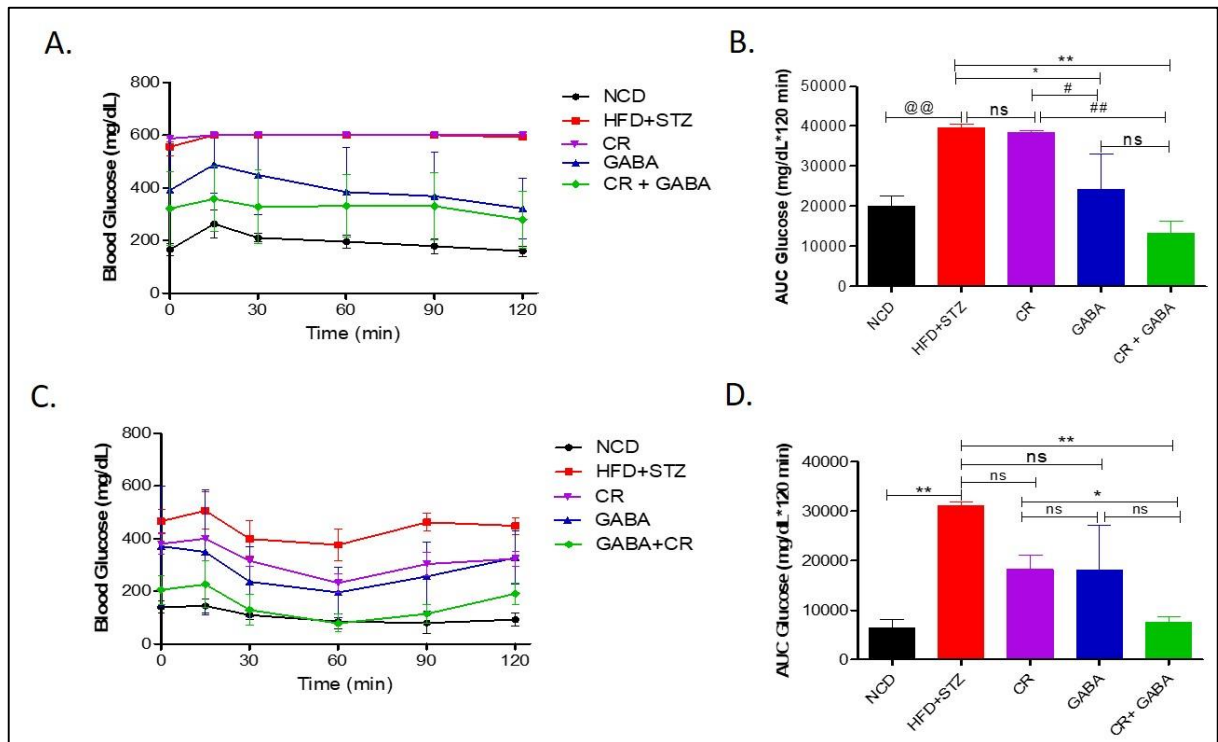 A.
800
600
400
200
0
Blood Glucose (mg/dL)
0 30 60 90 120
Time (min)
NCD
HFD+STZ
CR
GABA
CR + GABA
B.
**
*
#
@@ ns ##
ns
50000
40000
30000
20000
10000
0
AUC Glucose (mg/dL*120 min)
NCD
HFD+STZ
CR
GABA
CR + GABA
C.
800
600
400
200
0
Blood Glucose (mg/dL)
0 30 60 90 120
Time (min)
NCD
HFD+STZ
CR
GABA
GABA+CR
D.
**
ns
ns
** *
ns ns
40000
30000
20000
10000
0
AUC Glucose (mg/dL*120 min)
NCD
HFD+STZ
CR
GABA
CR+ GABA